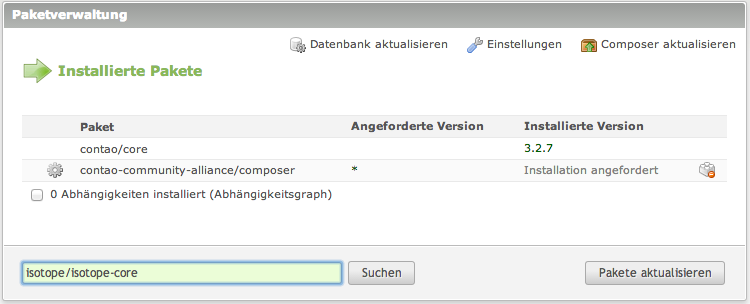 Paketverwaltung
Datenbank aktualisieren Einstellungen Composer aktualisieren
Installierte Pakete
Paket Angeforderte Version Installierte Version
contao/core 3.2.7
contao-community-alliance/composer * Installation angefordert
0 Abhängigkeiten installiert (Abhängigkeitsgraph)
isotope/isotope-core Suchen Pakete aktualisieren